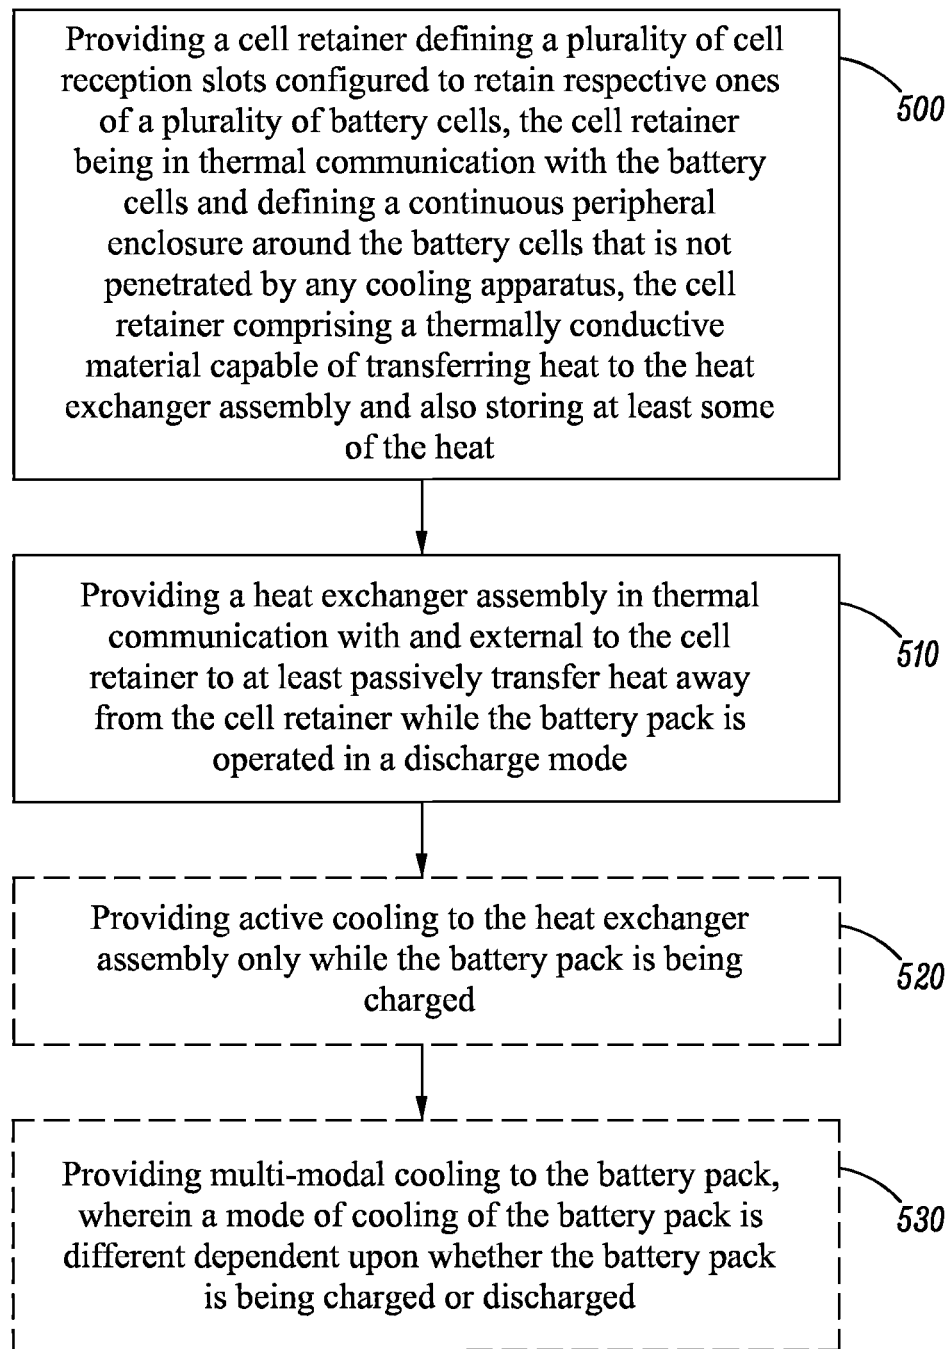 Providing a cell retainer defining a plurality of cell
reception slots configured to retain respective ones
of a plurality of battery cells, the cell retainer
being in thermal communication with the battery
cells and defining a continuous peripheral
enclosure around the battery cells that is not
penetrated by any cooling apparatus, the cell
retainer comprising a thermally conductive
material capable of transferring heat to the heat
exchanger assembly and also storing at least some
of the heat
500
Providing a heat exchanger assembly in thermal
communication with and external to the cell
retainer to at least passively transfer heat away
from the cell retainer while the battery pack is
operated in a discharge mode
510
Providing active cooling to the heat exchanger
assembly only while the battery pack is being
charged
520
Providing multi-modal cooling to the battery pack,
wherein a mode of cooling of the battery pack is
different dependent upon whether the battery pack
is being charged or discharged
530